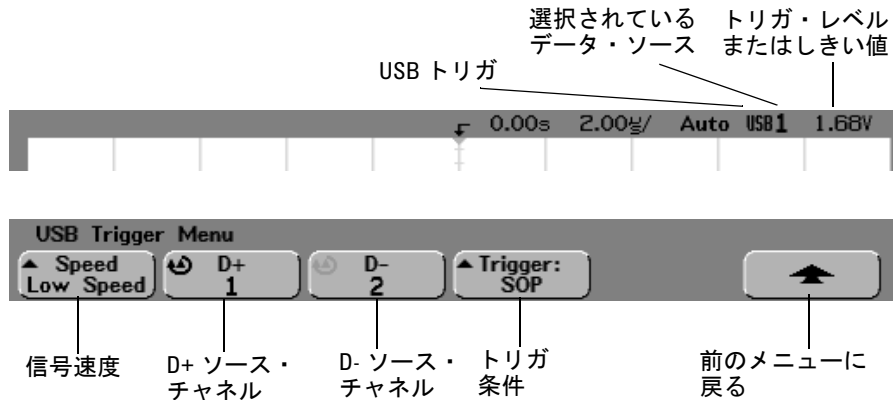 選択されている
データ・ソース
トリガ・レベル
またはしきい値
USB トリガ
0.00s 2.00㎲/ Auto USB1 1.68V
USB Trigger Menu
Speed
Low Speed
D+
1
D-
2
Trigger:
SOP
信号速度
D+ ソース・
チャネル
D- ソース・
チャネル
トリガ
条件
前のメニューに
戻る